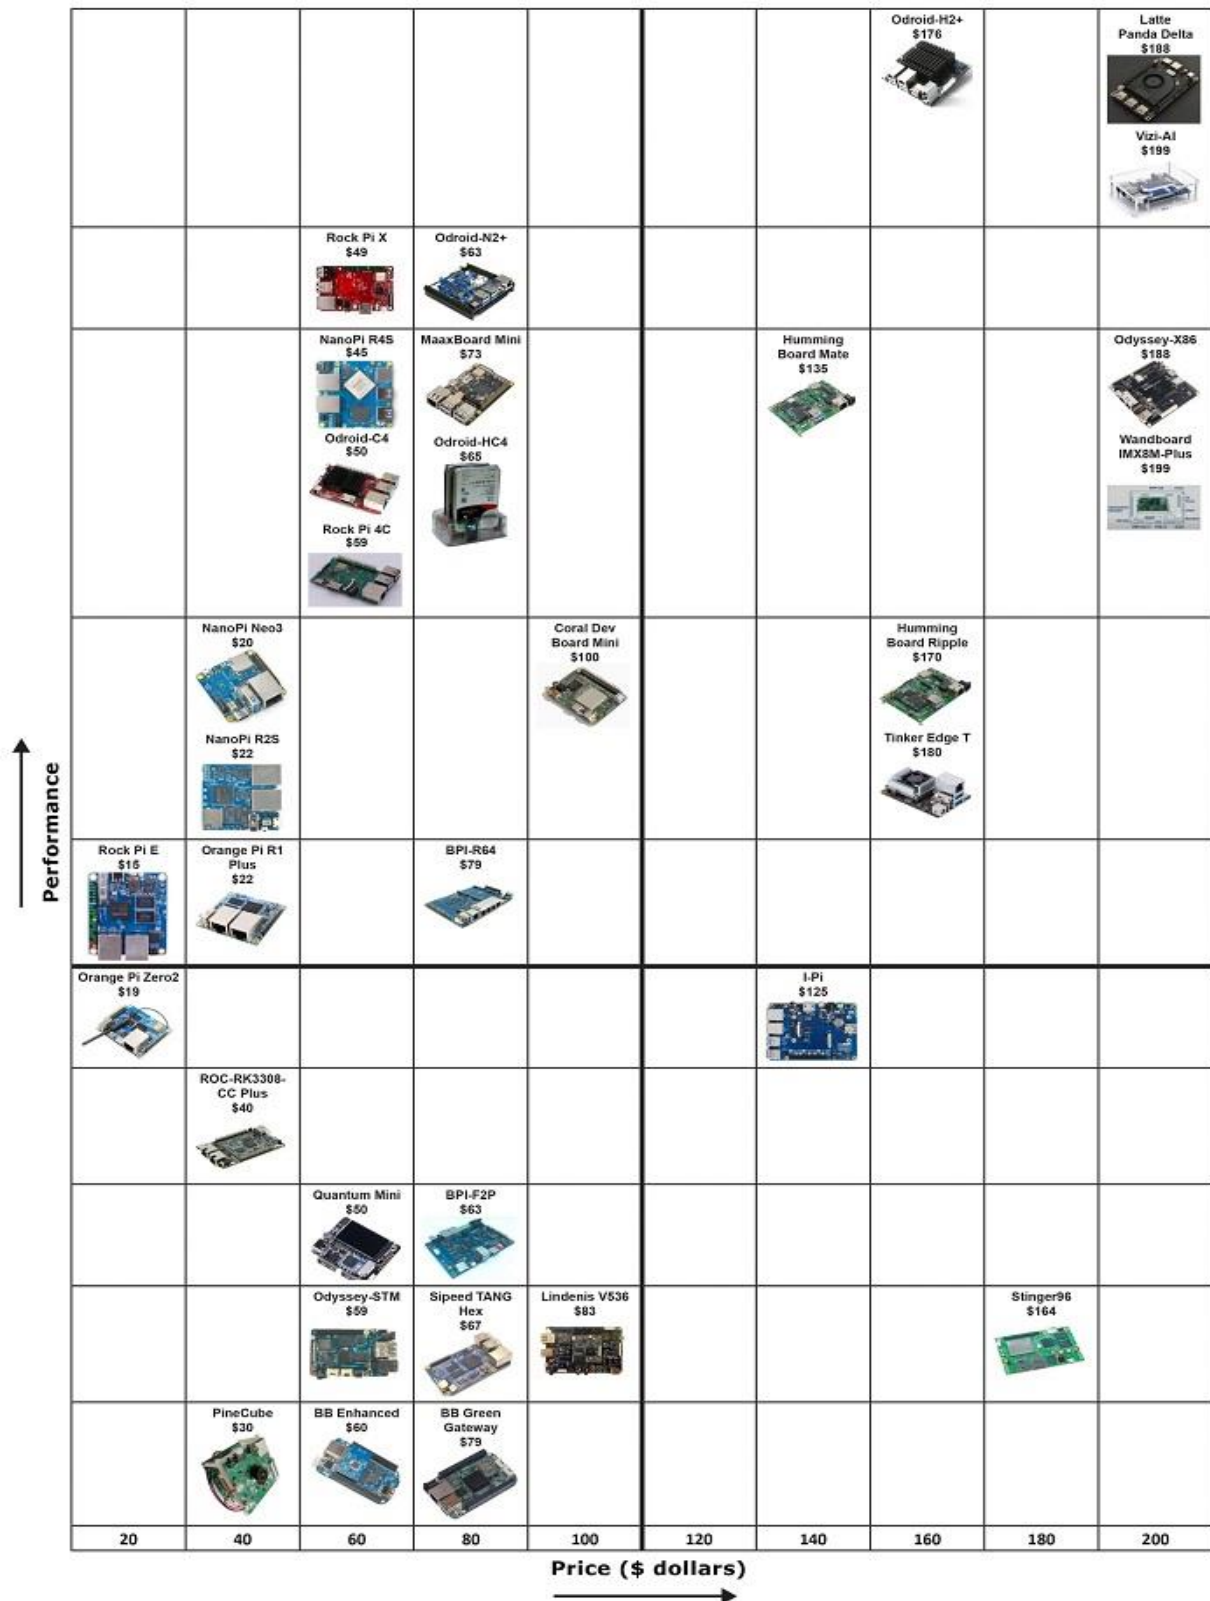 Odroid-H2+
$176
Latte
Panda Delta
$188
Vizi-AI
$199
Rock Pi X
$49
Odroid-N2+
$63
NanoPi R4S
$45
Odroid-C4
$50
Rock Pi 4C
$59
MaaxBoard Mini
$73
Odroid-HC4
$65
Humming
Board Mate
$135
Odyssey-X86
$188
Wandboard
IMX8M-Plus
$199
NanoPi Neo3
$20
NanoPi R2S
$22
Coral Dev
Board Mini
$100
Humming
Board Ripple
$170
Tinker Edge T
$180
Performance
Rock Pi E
$15
Orange Pi R1
Plus
$22
BPI-R64
$79
Orange Pi Zero2
$19
I-Pi
$125
ROC-RK3308-
CC Plus
$40
Quantum Mini
$50
BPI-F2P
$63
Odyssey-STM
$59
Sipeed TANG
Hex
$67
Lindenis V536
$83
Stinger96
$164
PineCube
$30
BB Enhanced
$60
BB Green
Gateway
$79
20 40 60 80 100 120 140 160 180 200
Price ($ dollars)